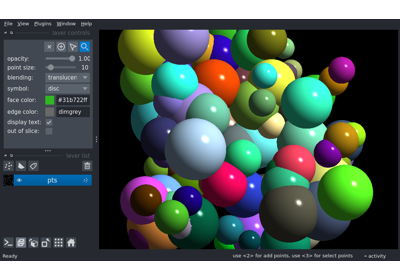 File View Plugins Window Help
layer controls
opacity: 1.00
point size: 10
blending: translucen
symbol: disc
face color: #31b722ff
edge color: dimgrey
display text:
out of slice:
layer list
pts
use <2> for add points, use <3> for select points
activity